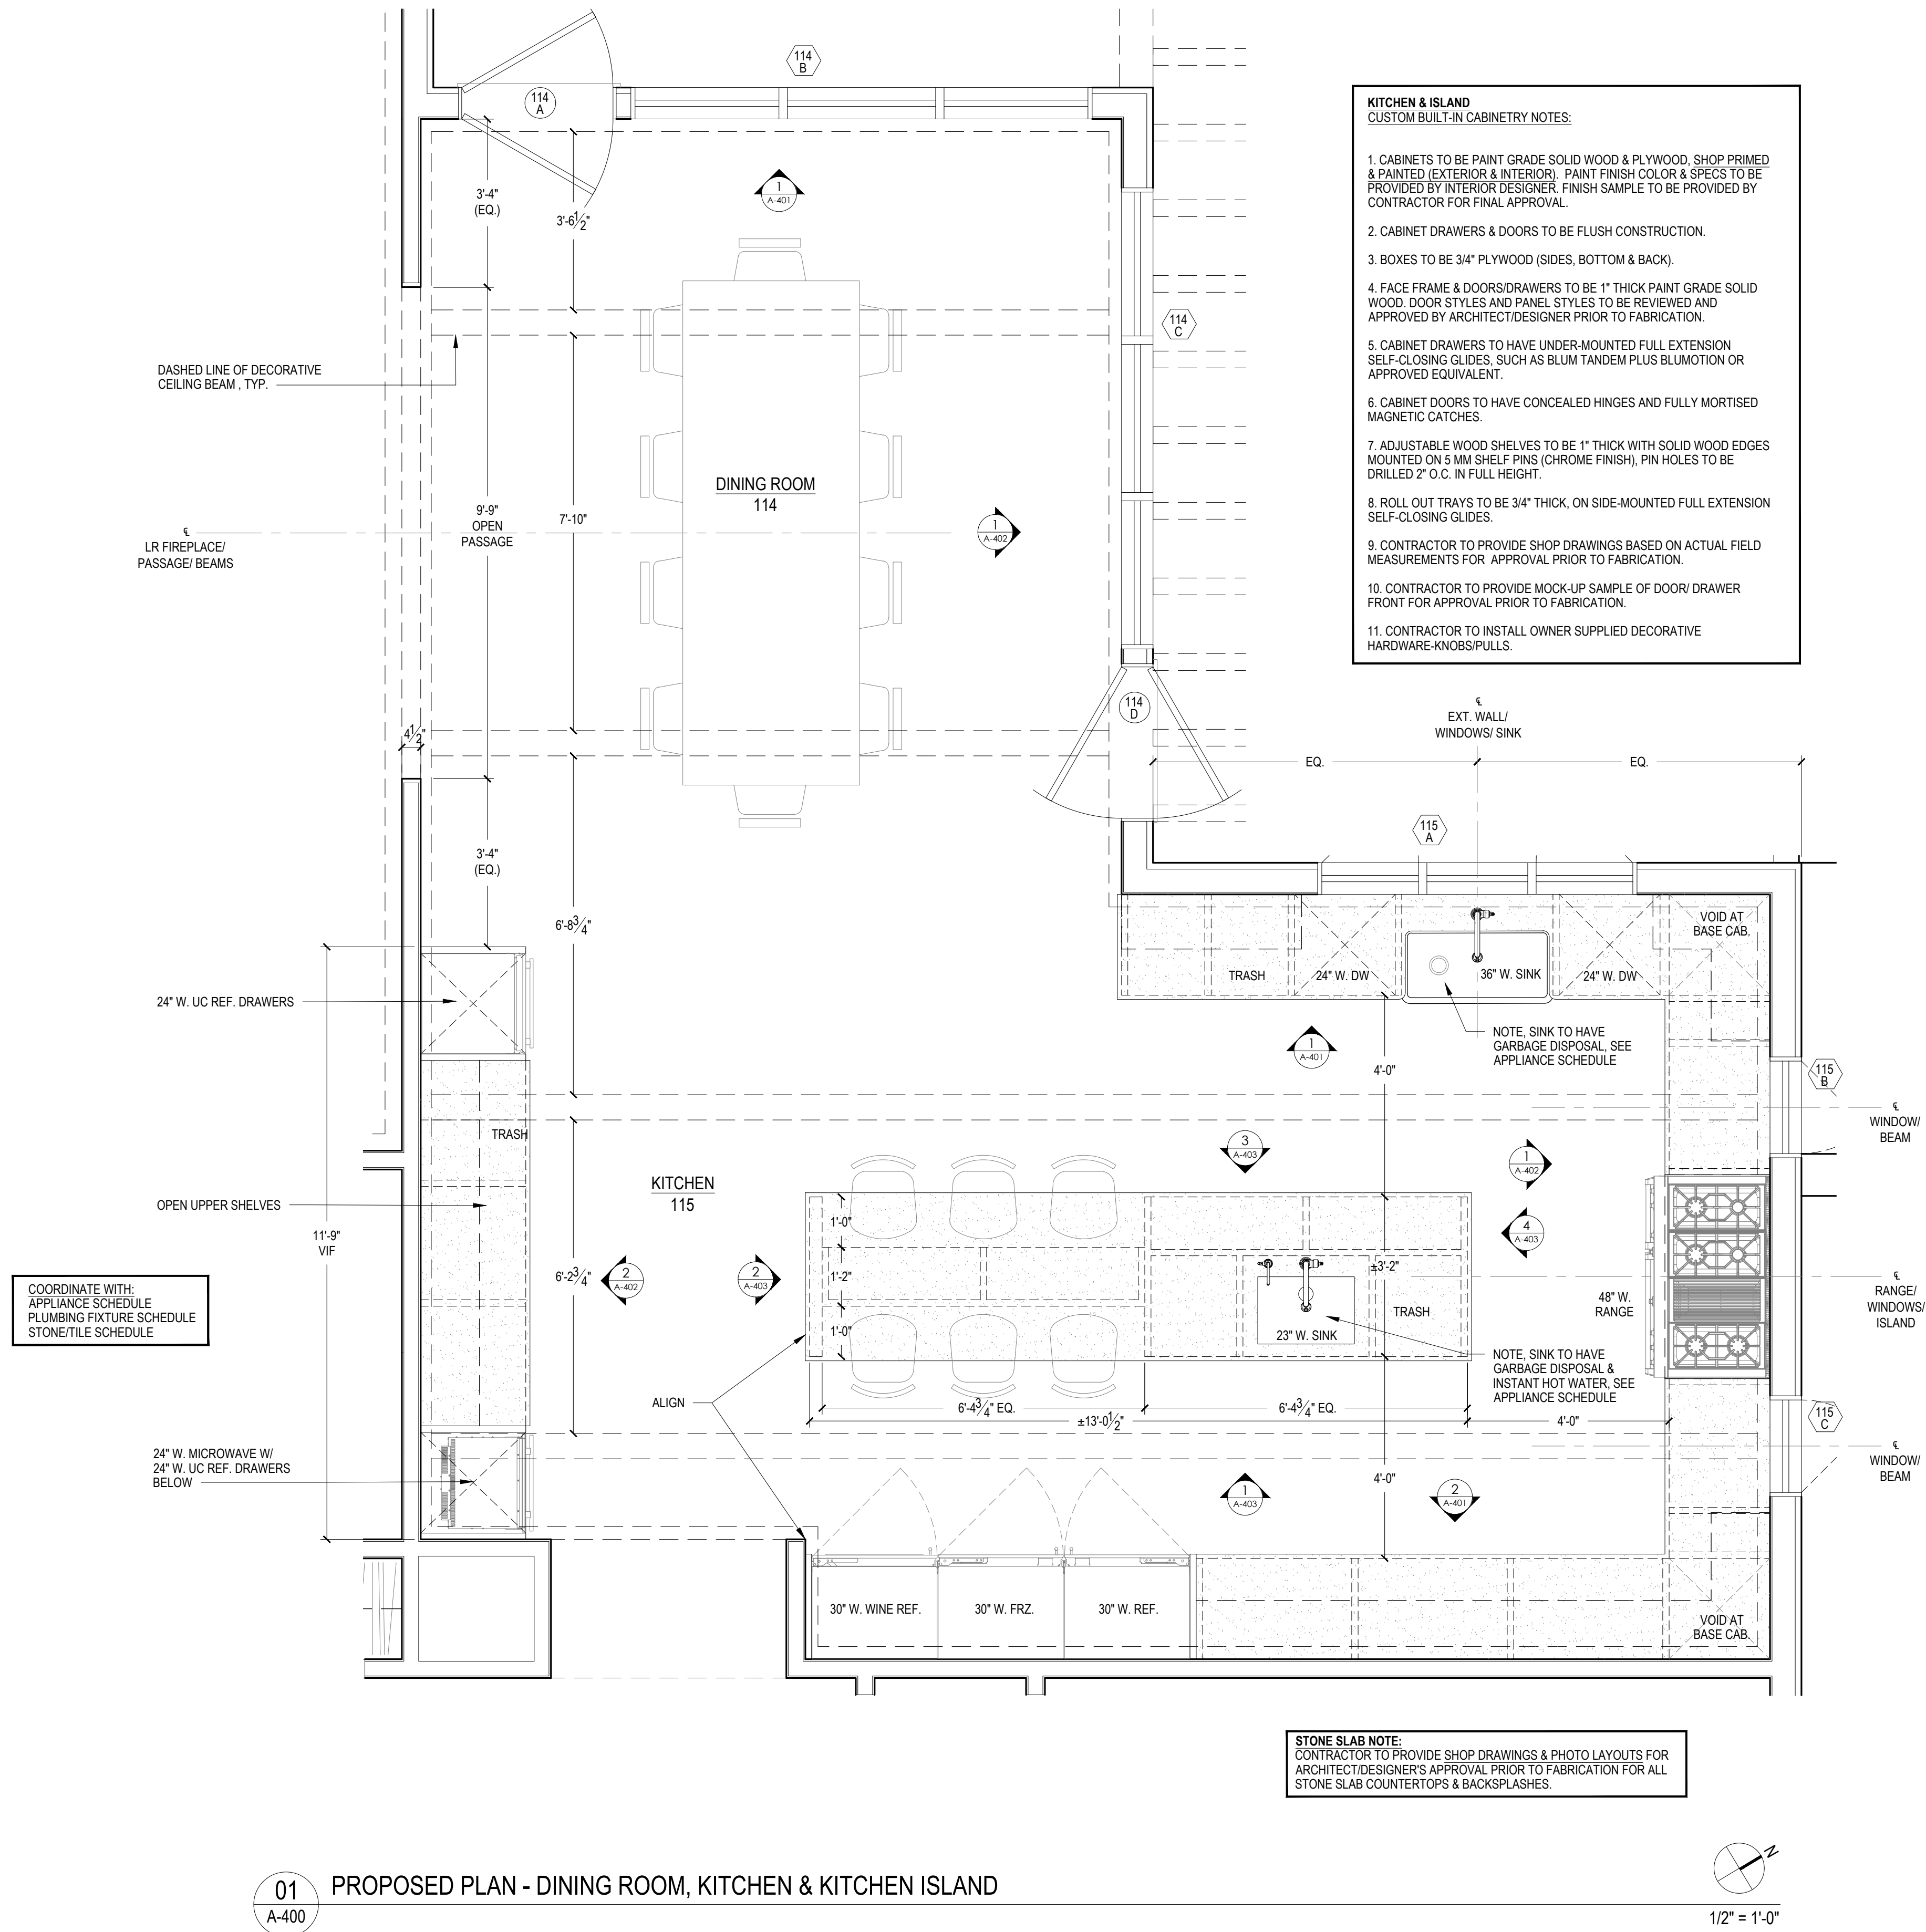 114
B
114
A
KITCHEN & ISLAND
CUSTOM BUILT-IN CABINETRY NOTES:
1. CABINETS TO BE PAINT GRADE SOLID WOOD & PLYWOOD, SHOP PRIMED
& PAINTED (EXTERIOR & INTERIOR). PAINT FINISH COLOR & SPECS TO BE
PROVIDED BY INTERIOR DESIGNER. FINISH SAMPLE TO BE PROVIDED BY
CONTRACTOR FOR FINAL APPROVAL.
2. CABINET DRAWERS & DOORS TO BE FLUSH CONSTRUCTION.
3. BOXES TO BE 3/4" PLYWOOD (SIDES, BOTTOM & BACK).
4. FACE FRAME & DOORS/DRAWERS TO BE 1" THICK PAINT GRADE SOLID
WOOD. DOOR STYLES AND PANEL STYLES TO BE REVIEWED AND
APPROVED BY ARCHITECT/DESIGNER PRIOR TO FABRICATION.
5. CABINET DRAWERS TO HAVE UNDER-MOUNTED FULL EXTENSION
SELF-CLOSING GLIDES, SUCH AS BLUM TANDEM PLUS BLUMOTION OR
APPROVED EQUIVALENT.
6. CABINET DOORS TO HAVE CONCEALED HINGES AND FULLY MORTISED
MAGNETIC CATCHES.
7. ADJUSTABLE WOOD SHELVES TO BE 1" THICK WITH SOLID WOOD EDGES
MOUNTED ON 5 MM SHELF PINS (CHROME FINISH), PIN HOLES TO BE
DRILLED 2" O.C. IN FULL HEIGHT.
8. ROLL OUT TRAYS TO BE 3/4" THICK, ON SIDE-MOUNTED FULL EXTENSION
SELF-CLOSING GLIDES.
9. CONTRACTOR TO PROVIDE SHOP DRAWINGS BASED ON ACTUAL FIELD
MEASUREMENTS FOR APPROVAL PRIOR TO FABRICATION.
10. CONTRACTOR TO PROVIDE MOCK-UP SAMPLE OF DOOR/ DRAWER
FRONT FOR APPROVAL PRIOR TO FABRICATION.
11. CONTRACTOR TO INSTALL OWNER SUPPLIED DECORATIVE
HARDWARE-KNOBS/PULLS.
3'-4"
(EQ.)
3'-6 1/2"
1
A-401
114
C
DASHED LINE OF DECORATIVE
CEILING BEAM , TYP.
DINING ROOM
114
9'-9"
OPEN
PASSAGE
7'-10"
1
A-402
℄
LR FIREPLACE/
PASSAGE/ BEAMS
114
D
4 1/2"
℄
EXT. WALL/
WINDOWS/ SINK
EQ.
EQ.
115
A
3'-4"
(EQ.)
6'-8 3/4"
VOID AT
BASE CAB.
TRASH
24" W. DW
36" W. SINK
24" W. DW
24" W. UC REF. DRAWERS
NOTE, SINK TO HAVE
GARBAGE DISPOSAL, SEE
APPLIANCE SCHEDULE
1
A-401
4'-0"
115
B
℄
WINDOW/
BEAM
TRASH
3
A-403
1
A-402
KITCHEN
115
OPEN UPPER SHELVES
11'-9"
VIF
1'-0"
4
A-403
6'-2 3/4"
2
A-402
2
A-403
1'-2"
±3'-2"
℄
RANGE/
WINDOWS/
ISLAND
48" W.
RANGE
COORDINATE WITH:
APPLIANCE SCHEDULE
PLUMBING FIXTURE SCHEDULE
STONE/TILE SCHEDULE
1'-0"
TRASH
23" W. SINK
NOTE, SINK TO HAVE
GARBAGE DISPOSAL &
INSTANT HOT WATER, SEE
APPLIANCE SCHEDULE
ALIGN
6'-4 3/4" EQ.
6'-4 3/4" EQ.
±13'-0 1/2"
4'-0"
115
C
℄
WINDOW/
BEAM
24" W. MICROWAVE W/
24" W. UC REF. DRAWERS
BELOW
4'-0"
1
A-403
2
A-401
30" W. WINE REF.
30" W. FRZ.
30" W. REF.
VOID AT
BASE CAB.
STONE SLAB NOTE:
CONTRACTOR TO PROVIDE SHOP DRAWINGS & PHOTO LAYOUTS FOR
ARCHITECT/DESIGNER'S APPROVAL PRIOR TO FABRICATION FOR ALL
STONE SLAB COUNTERTOPS & BACKSPLASHES.
01
A-400
PROPOSED PLAN - DINING ROOM, KITCHEN & KITCHEN ISLAND
N
1/2" = 1'-0"